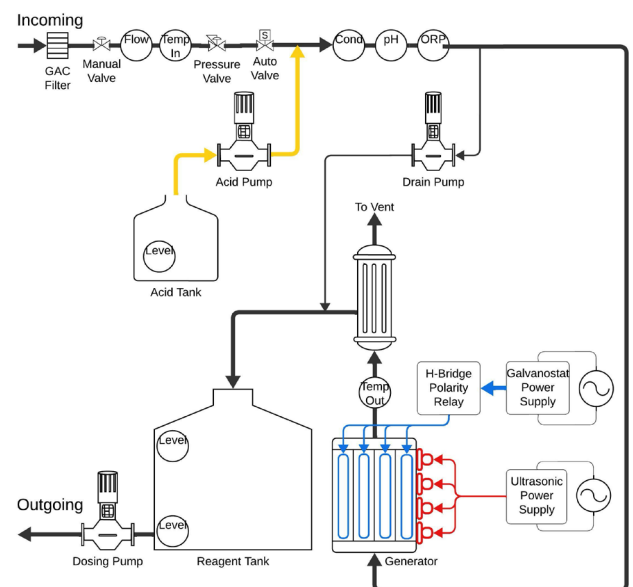 Incoming
GAC
Filter
Manual
Valve
Flow
Temp
In
Pressure
Valve
S
Auto
Valve
Cond
pH
ORP
Acid Pump
Drain Pump
Level
Acid Tank
To Vent
Temp
Out
H-Bridge
Polarity
Relay
Galvanostat
Power
Supply
Level
Ultrasonic
Power
Supply
Outgoing
Level
Dosing Pump
Reagent Tank
Generator